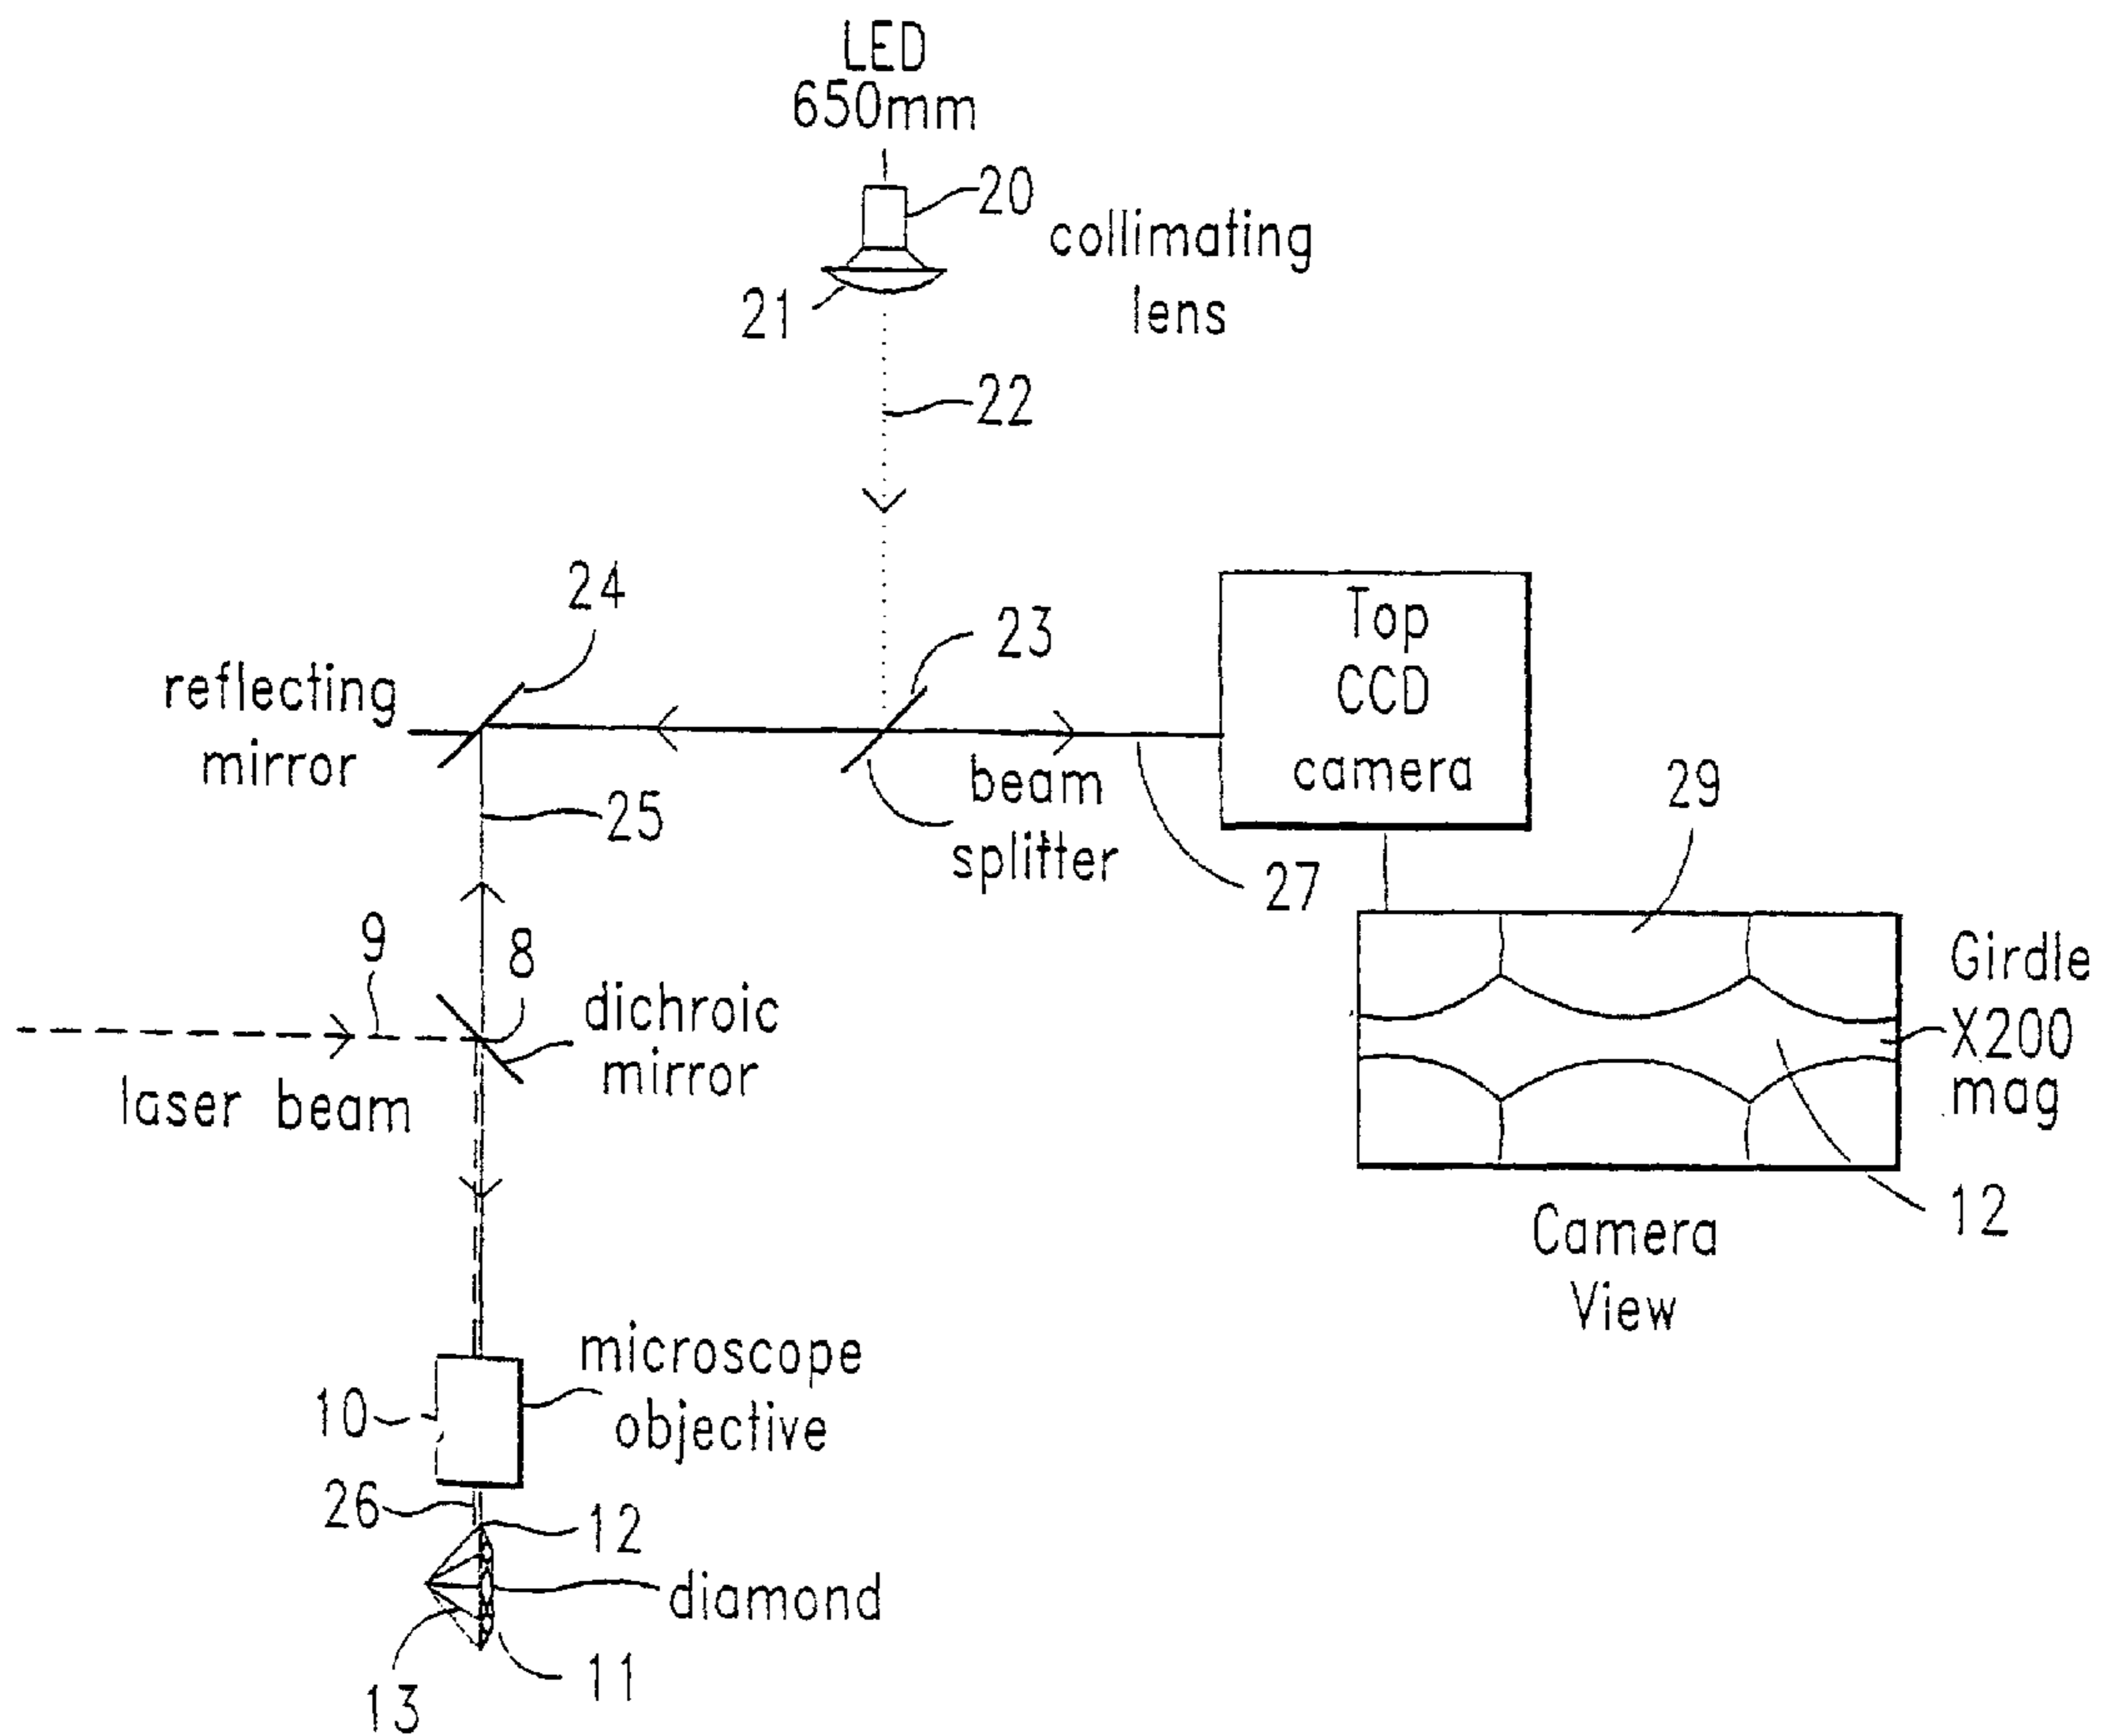 LED
650mm
20
collimating
lens
21
22
24
23
reflecting
mirror
Top
CCD
camera
25
beam
splitter
27
29
9
8
dichroic
mirror
laser beam
Girdle
X200
mag
12
Camera
View
microscope
objective
10
26
12
diamond
13
11